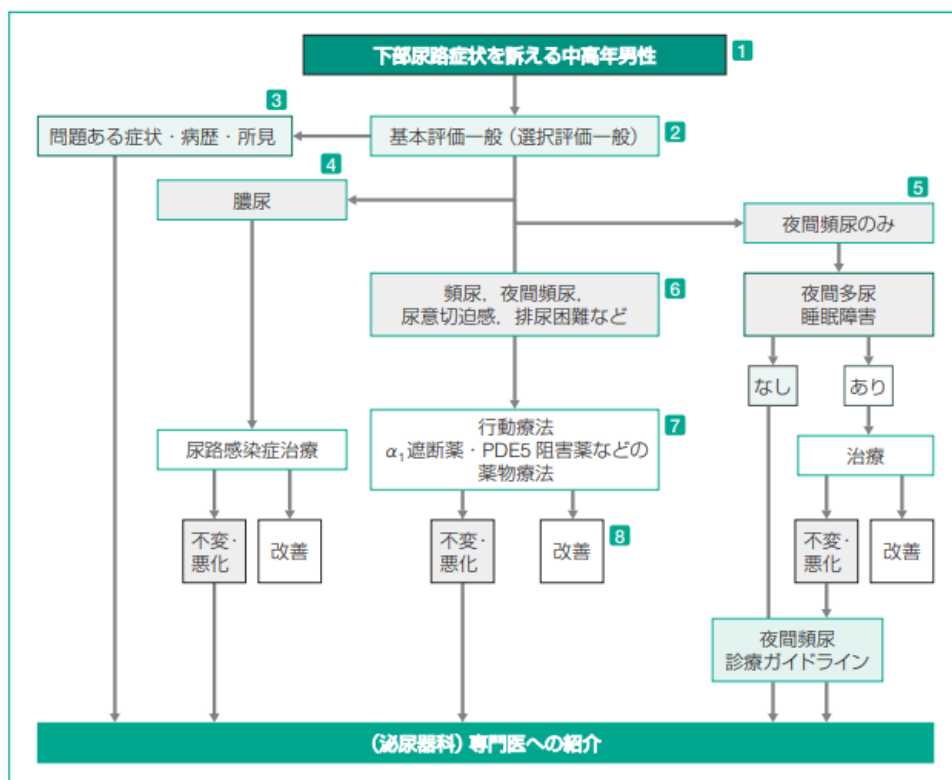 下部尿路症状を訴える中高年男性
1
3
問題ある症状・病歴・所見
基本評価一般（選択評価一般）
2
4
膿尿
5
夜間頻尿のみ
頻尿，夜間頻尿，
尿意切迫感，排尿困難など
6
夜間多尿
睡眠障害
なし
あり
尿路感染症治療
行動療法
α₁遮断薬・PDE5 阻害薬などの
薬物療法
7
治療
不変・
悪化
改善
不変・
悪化
改善
8
不変・
悪化
改善
夜間頻尿
診療ガイドライン
（泌尿器科）専門医への紹介